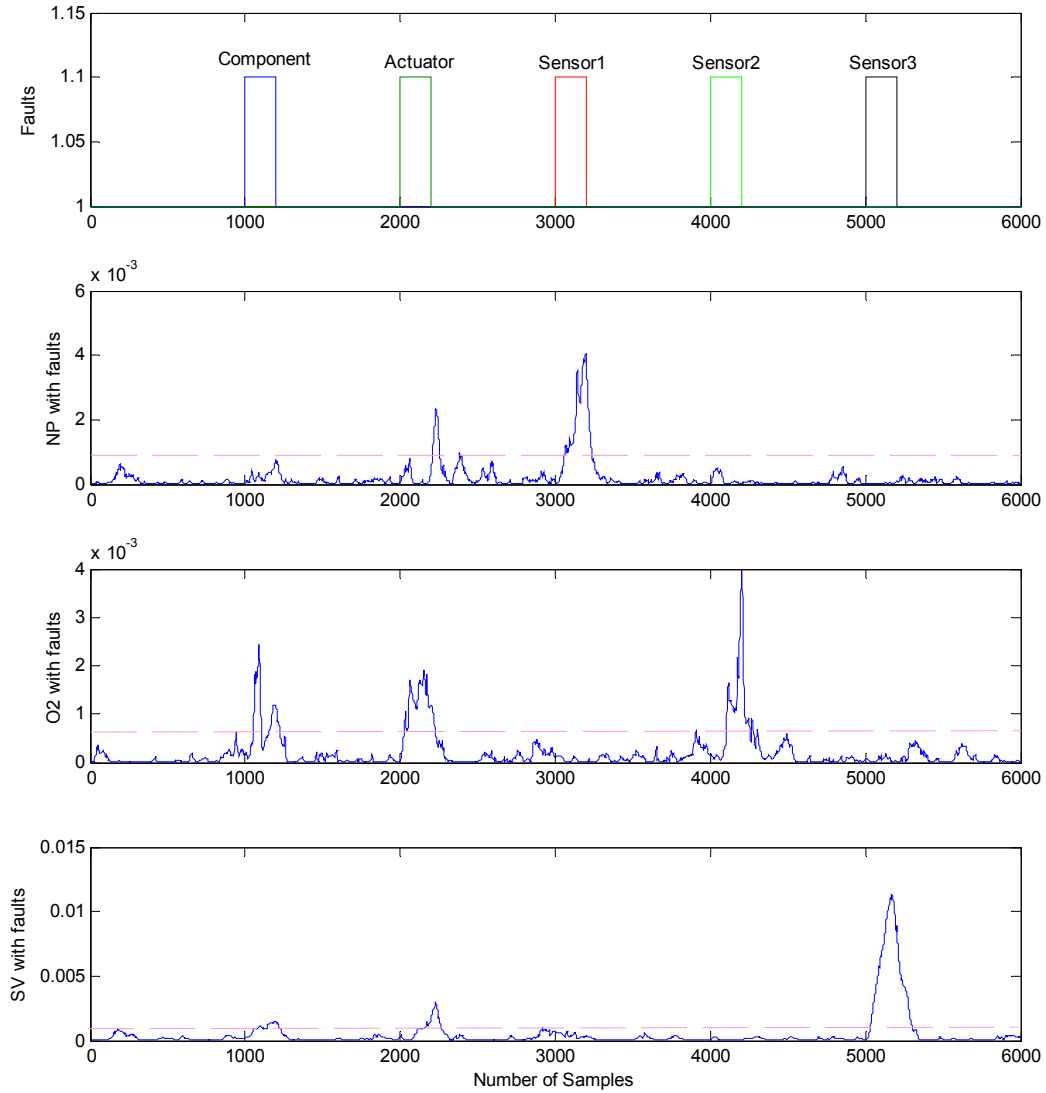 1.15
Component Actuator Sensor1 Sensor2 Sensor3
1.1
Faults
1.05
1
0 1000 2000 3000 4000 5000 6000
x 10-3
6
4
NP with faults
2
0
0 1000 2000 3000 4000 5000 6000
x 10-3
4
3
O2 with faults
2
1
0
0 1000 2000 3000 4000 5000 6000
0.015
0.01
SV with faults
0.005
0
0 1000 2000 3000 4000 5000 6000
Number of Samples